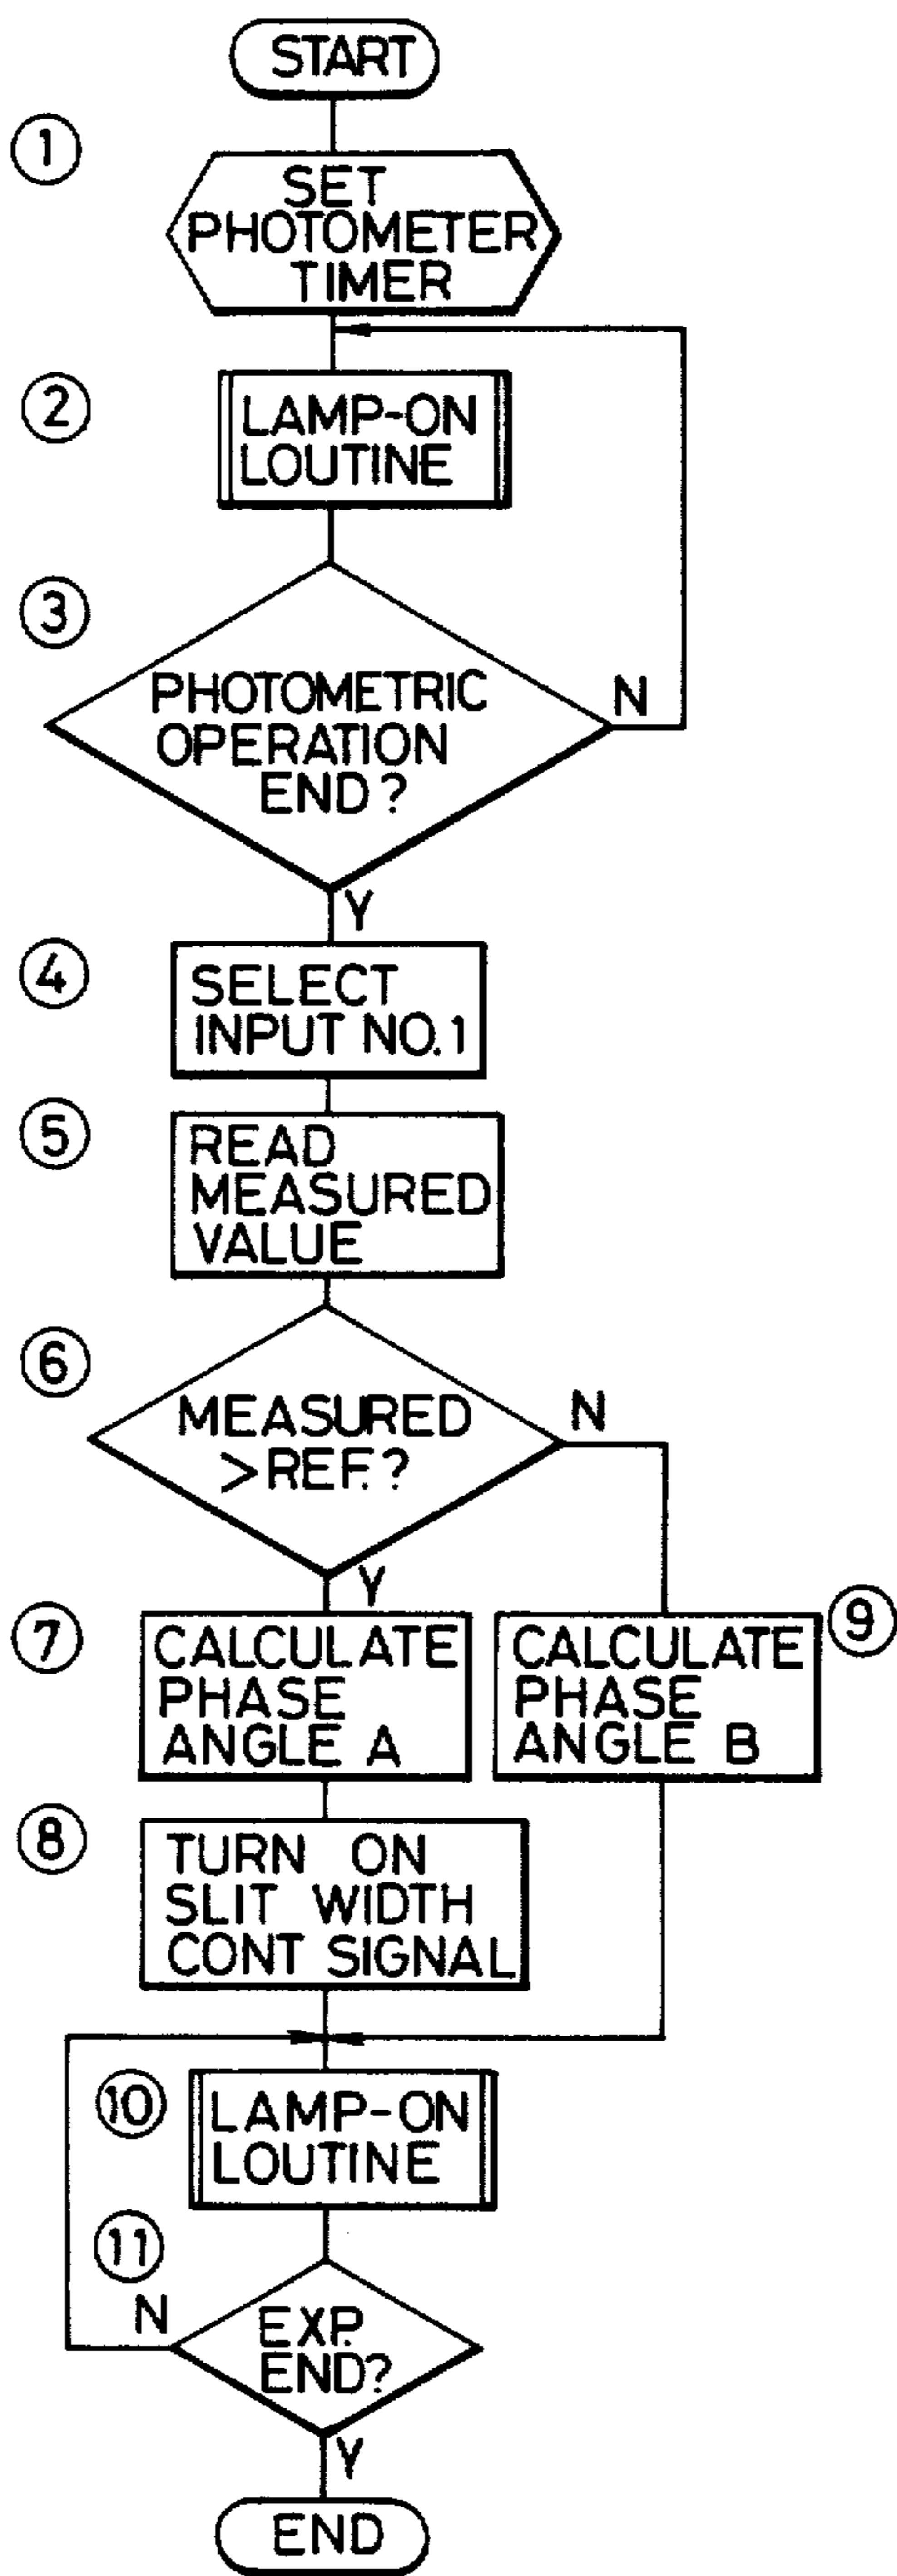 START
1
SET
PHOTOMETER
TIMER
2
LAMP-ON
LOUTINE
3
PHOTOMETRIC
OPERATION
END?
N
Y
4
SELECT
INPUT NO.1
5
READ
MEASURED
VALUE
6
MEASURED
>REF.?
N
Y
7
CALCULATE
PHASE
ANGLE A
9
CALCULATE
PHASE
ANGLE B
8
TURN ON
SLIT WIDTH
CONT SIGNAL
10
LAMP-ON
LOUTINE
11
N
EXP.
END?
Y
END